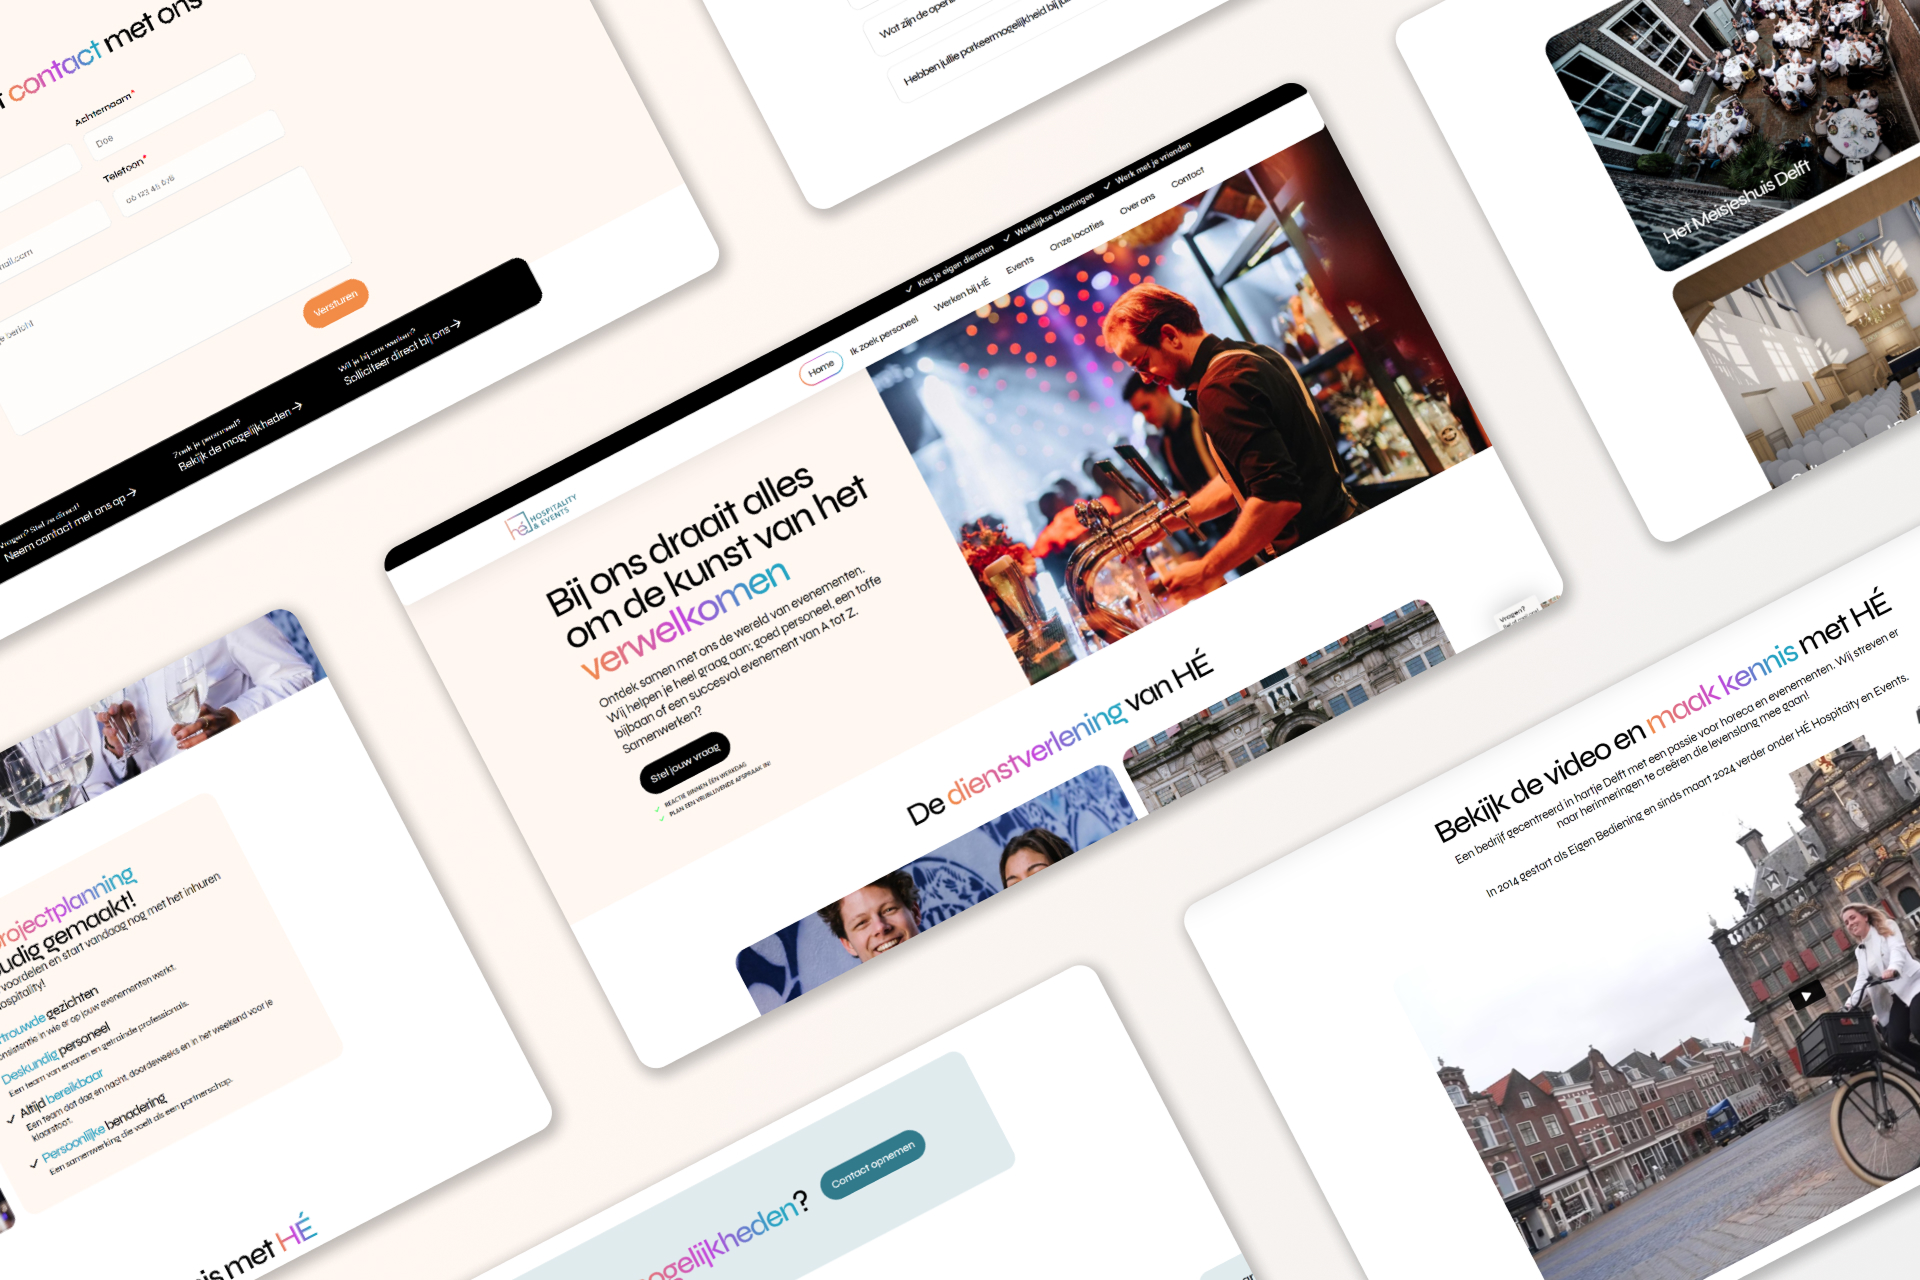 contact met ons
Achternaam*
Doe
Telefoon*
06 123 45 678
mail.com
bericht
Versturen
Vragen? Stel ze direct!
Neem contact met ons op →
Zoek je personeel?
Bekijk de mogelijkheden →
Wil je bij ons werken?
Solliciteer direct bij ons →
Wat zijn de
Hebben jullie parkeermogelijkheid bij
Het Meisjeshuis Delft
✓ Kies je eigen diensten ✓ Wekelijkse beloningen ✓ Werk met je vrienden
hé HOSPITALITY
& EVENTS
Home Ik zoek personeel Werken bij HÉ Events Onze locaties Over ons Contact
Bij ons draait alles
om de kunst van het
verwelkomen
Ontdek samen met ons de wereld van evenementen.
Wij helpen je heel graag aan: goed personeel, een toffe
bijbaan of een succesvol evenement van A tot Z.
Samenwerken?
Stel jouw vraag
✓ REACTIE BINNEN ÉÉN WERKDAG
✓ PLAN EEN VRIJBLIJVENDE AFSPRAAK IN!
De dienstverlening van HÉ
Vragen?
projectplanning
udig gemaakt!
voordelen en start vandaag nog met het inhuren
ospitality!
trouwde gezichten
onsistentie in wie er op jouw evenementen werkt.
Deskundig personeel
Een team van ervaren en getrainde professionals.
✓ Altijd bereikbaar
Een team dat dag en nacht, doordeweeks en in het weekend voor je
klaarstaat.
✓ Persoonlijke benadering
Een samenwerking die voelt als een partnerschap.
is met HÉ
ogelijkheden?
Contact opnemen
Bekijk de video en maak kennis met HÉ
Een bedrijf gecentreerd in hartje Delft met een passie voor horeca en evenementen. Wij streven er
naar herinneringen te creëren die levenslang mee gaan!
In 2014 gestart als Eigen Bediening en sinds maart 2024 verder onder HÉ Hospitaity en Events.